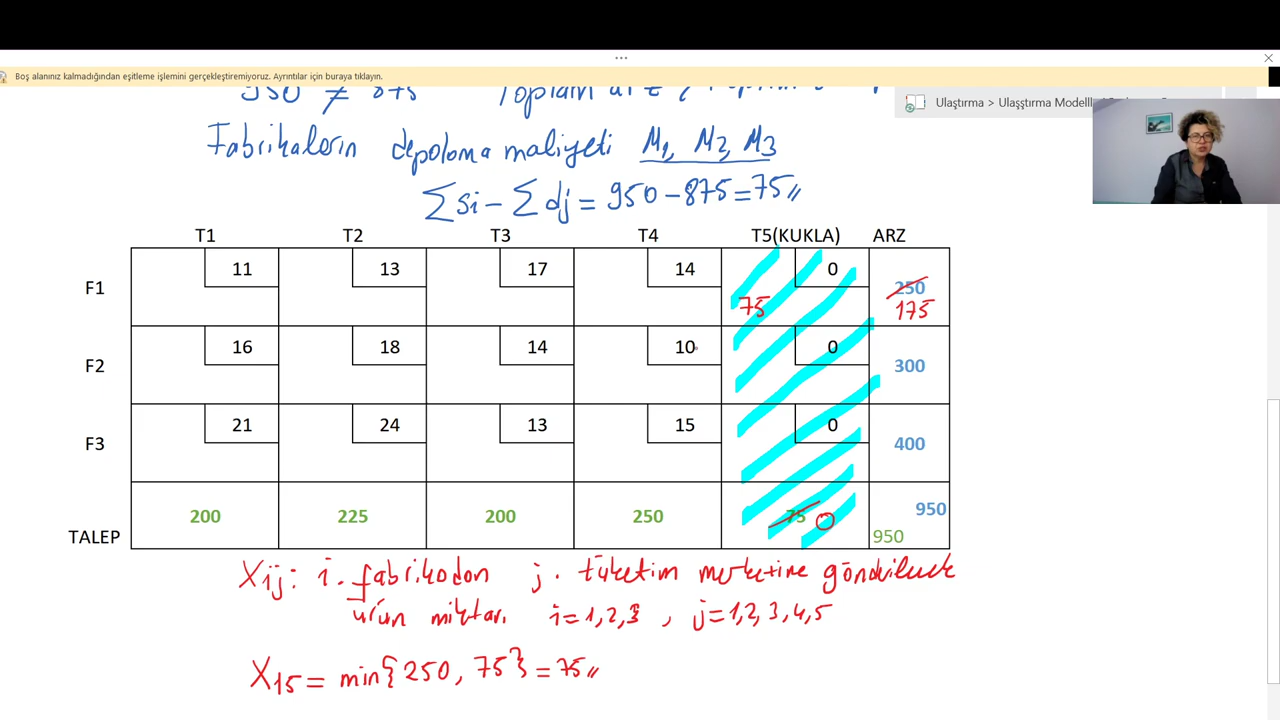 Boş alanınız kalmadığından eşitleme işlemini gerçekleştiremiyoruz. Ayrıntılar için buraya tıklayın.
950 ≠ 875 Toplam
Ulaştırma > Ulaşştırma Modelll
Fabrikaların depolama maliyeti M1, M2, M3
∑si - ∑dj = 950 - 875 = 75 //
T1 T2 T3 T4 T5(KUKLA) ARZ
11 13 17 14 0
F1 75 250 175
16 18 14 10 0
F2 300
21 24 13 15 0
F3 400
200 225 200 250 75 0 950
TALEP 950
Xij: i. fabrikadan j. tüketim merkezine gönderilecek
ürün miktarı i=1,2,3 , j=1,2,3,4,5
X15 = min{250, 75} = 75 //